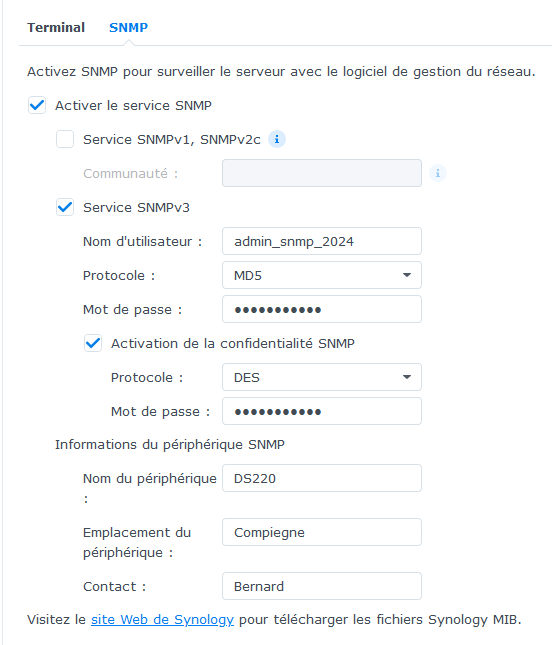 Terminal SNMP
Activez SNMP pour surveiller le serveur avec le logiciel de gestion du réseau.
Activer le service SNMP
Service SNMPv1, SNMPv2c i
Communauté : i
Service SNMPv3
Nom d'utilisateur : admin_snmp_2024
Protocole : MD5
Mot de passe : •••••••••••
Activation de la confidentialité SNMP
Protocole : DES
Mot de passe : •••••••••••
Informations du périphérique SNMP
Nom du périphérique DS220
:
Emplacement du Compiegne
périphérique :
Contact : Bernard
Visitez le site Web de Synology pour télécharger les fichiers Synology MIB.